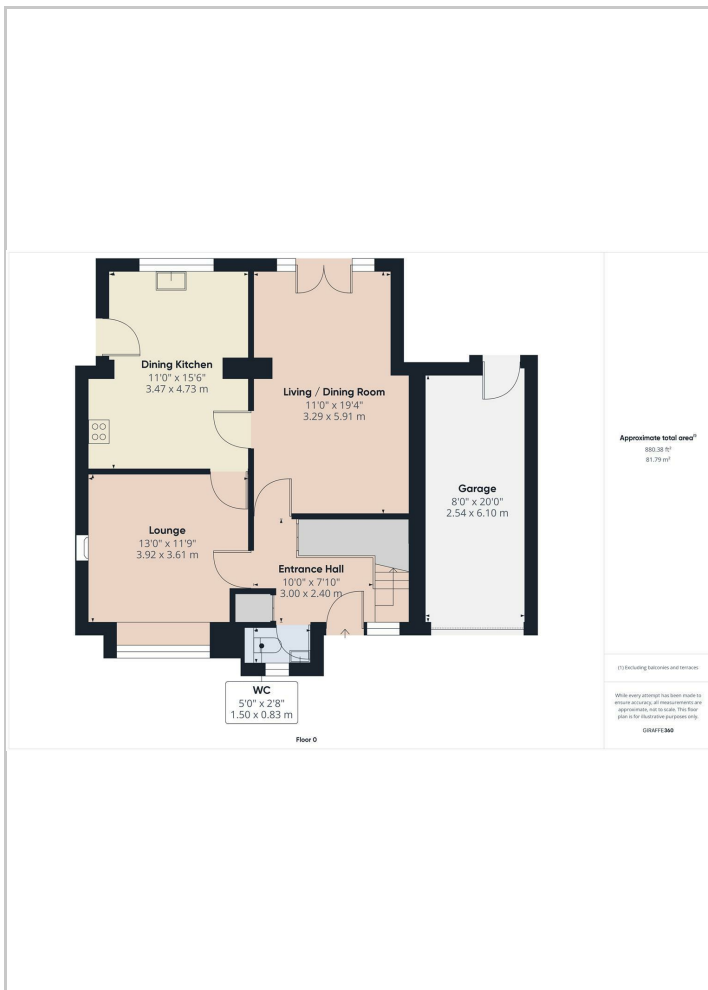 Dining Kitchen
11'0" x 15'6"
3.47 x 4.73 m
Living / Dining Room
11'0" x 19'4"
3.29 x 5.91 m
Approximate total area⁽¹⁾
880.38 ft²
81.79 m²
Garage
8'0" x 20'0"
2.54 x 6.10 m
Lounge
13'0" x 11'9"
3.92 x 3.61 m
Entrance Hall
10'0" x 7'10"
3.00 x 2.40 m
WC
5'0" x 2'8"
1.50 x 0.83 m
Floor 0
(1) Excluding balconies and terraces
While every attempt has been made to
ensure accuracy, all measurements are
approximate, not to scale. This floor
plan is for illustrative purposes only.
GIRAFFE360